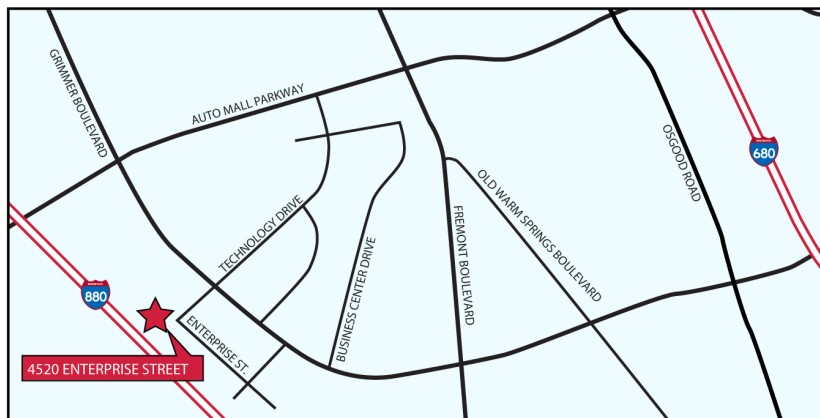 GRIMMER BOULEVARD
AUTO MALL PARKWAY
OSGOOD ROAD
680
OLD WARM SPRINGS BOULEVARD
TECHNOLOGY DRIVE
FREMONT BOULEVARD
BUSINESS CENTER DRIVE
880
ENTERPRISE ST.
4520 ENTERPRISE STREET